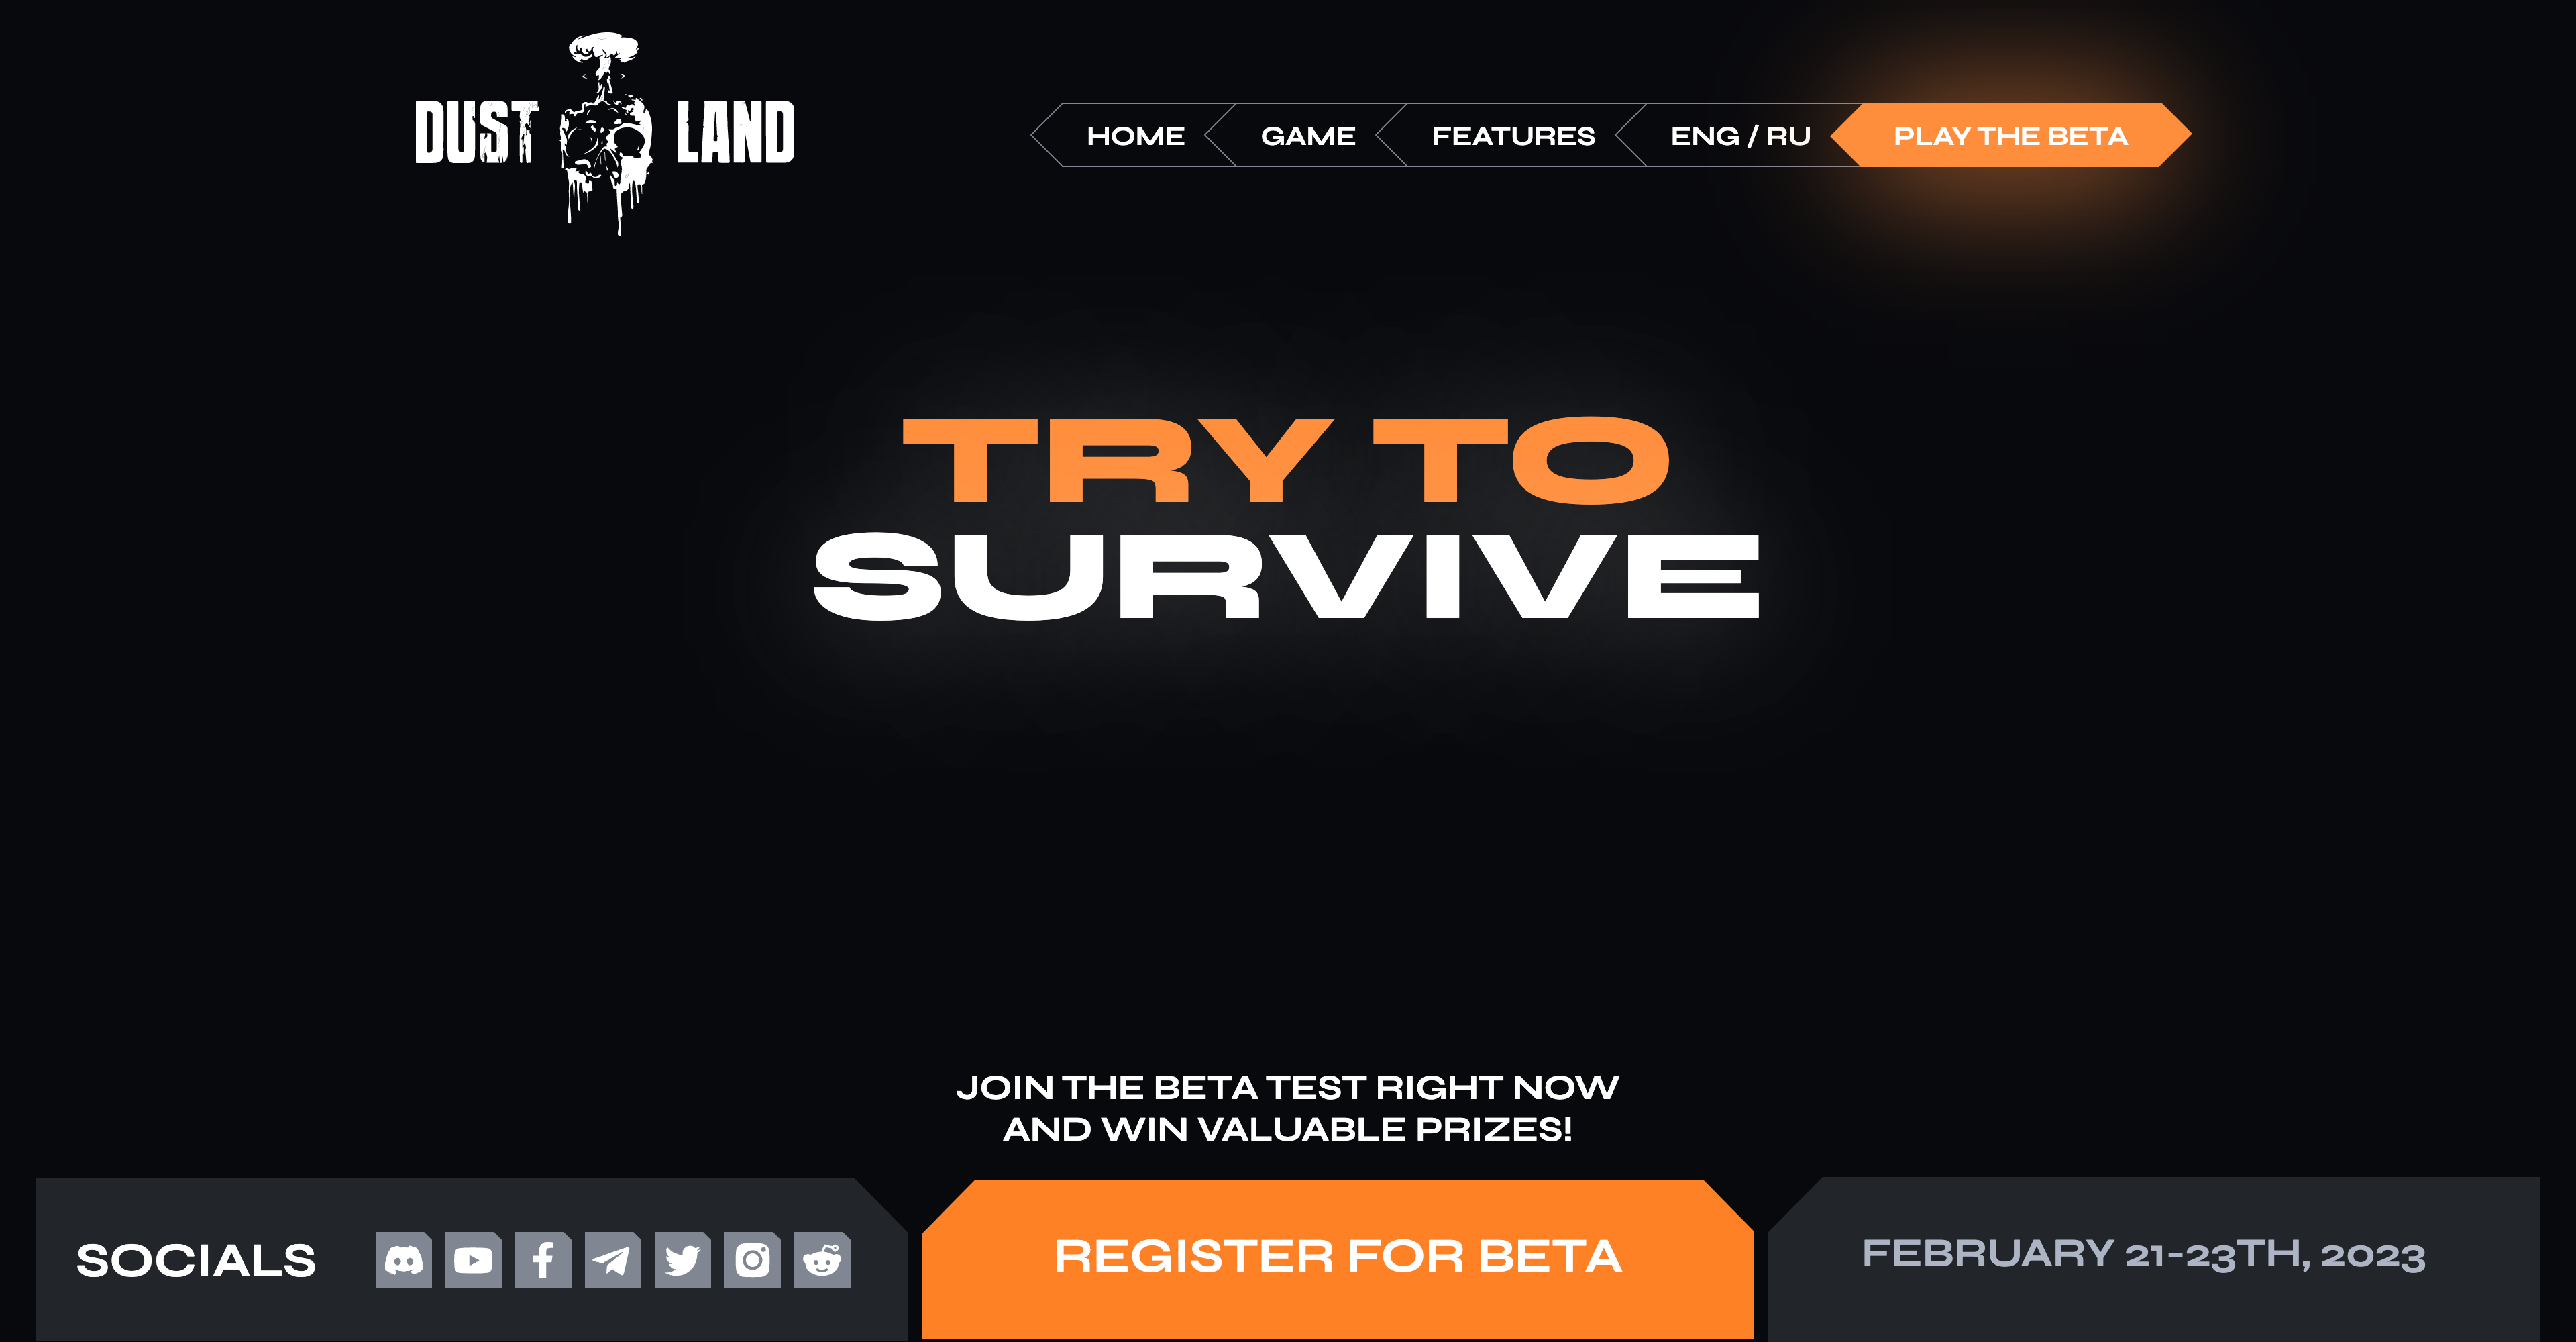 DUST LAND
HOME
GAME
FEATURES
ENG / RU
PLAY THE BETA
TRY TO
SURVIVE
JOIN THE BETA TEST RIGHT NOW
AND WIN VALUABLE PRIZES!
SOCIALS
REGISTER FOR BETA
FEBRUARY 21-23TH, 2023